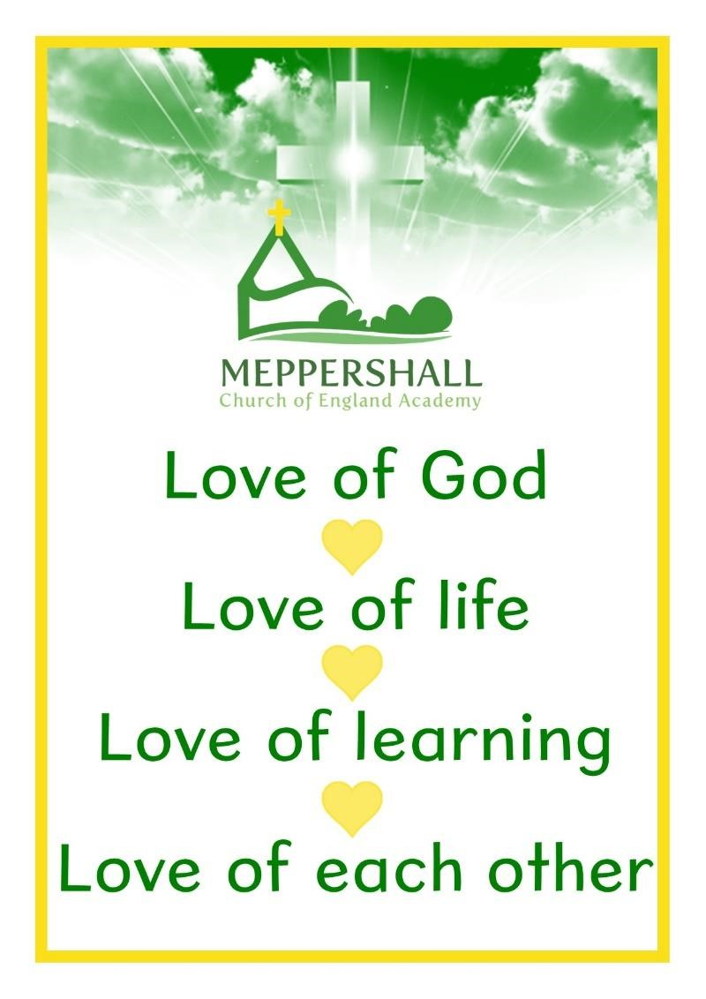 MEPPERSHALL
Church of England Academy
Love of God
Love of life
Love of learning
Love of each other